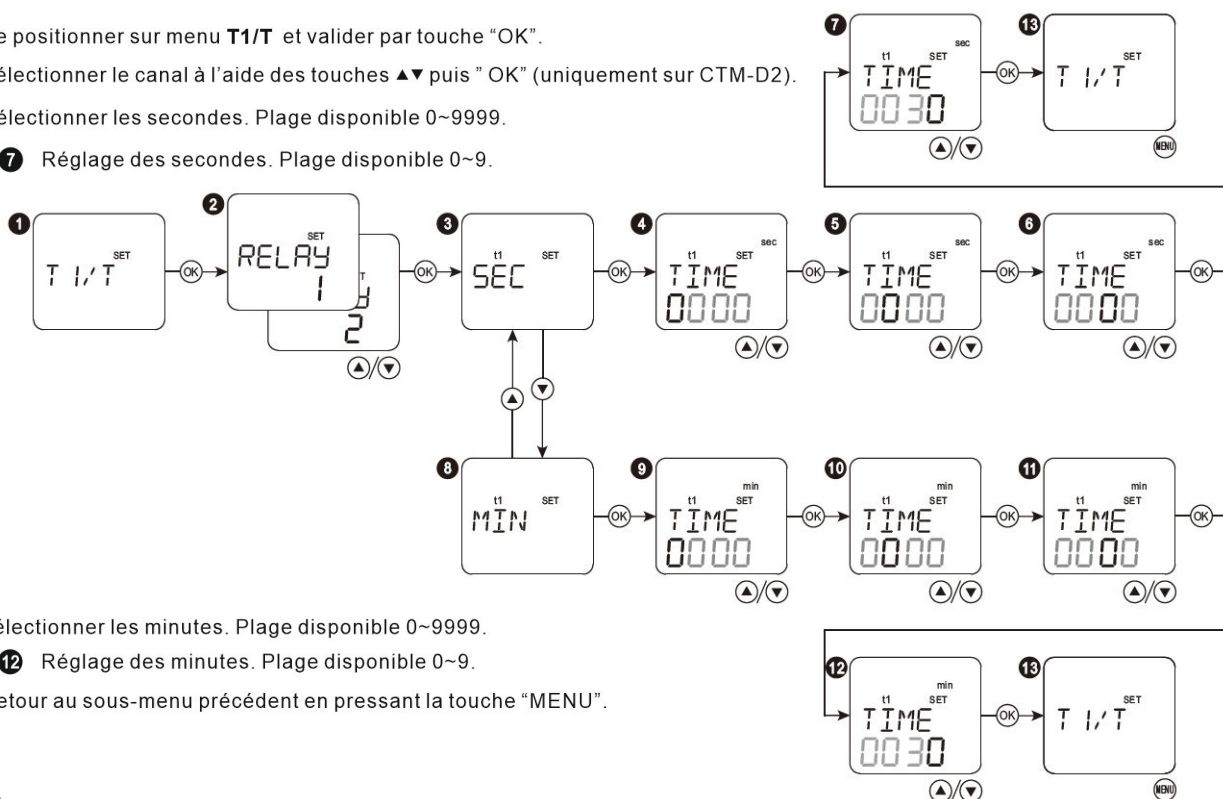 e positionner sur menu T1/T et valider par touche “OK”.
électionner le canal à l'aide des touches ▲▼ puis ” OK” (uniquement sur CTM-D2).
électionner les secondes. Plage disponible 0~9999.
7 Réglage des secondes. Plage disponible 0~9.
7
sec
t1 SET
TIME
0030
OK
▲/▼
13
SET
T1/T
MENU
1
SET
T1/T
OK
2
SET
RELAY
1
T
2
▲/▼
OK
3
t1 SET
SEC
OK
4
sec
t1 SET
TIME
0000
▲/▼
OK
5
sec
t1 SET
TIME
0000
▲/▼
OK
6
sec
t1 SET
TIME
0000
▲/▼
OK
▲
▼
8
t1 SET
MIN
OK
9
min
t1 SET
TIME
0000
▲/▼
OK
10
min
t1 SET
TIME
0000
▲/▼
OK
11
min
t1 SET
TIME
0000
▲/▼
OK
électionner les minutes. Plage disponible 0~9999.
12 Réglage des minutes. Plage disponible 0~9.
etour au sous-menu précédent en pressant la touche “MENU”.
12
min
t1 SET
TIME
0030
▲/▼
OK
13
SET
T1/T
MENU